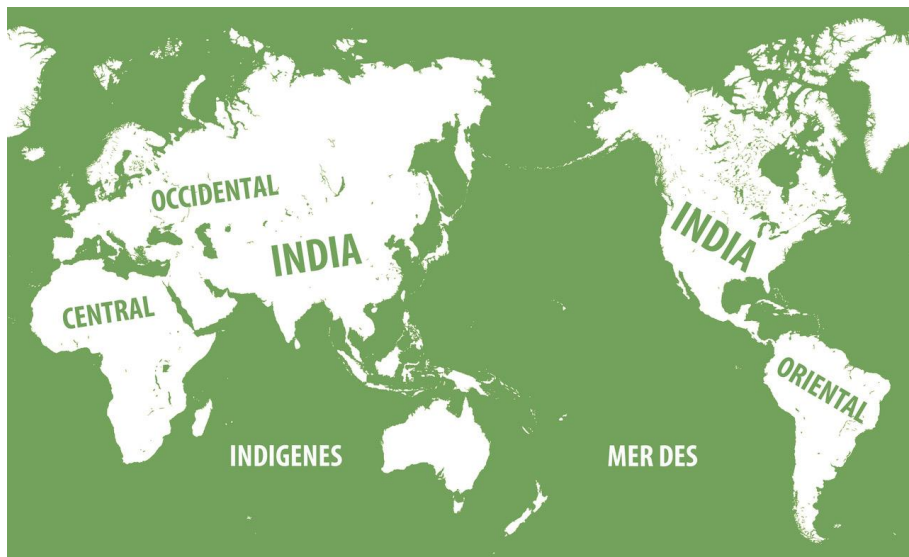 OCCIDENTAL
INDIA
INDIA
CENTRAL
ORIENTAL
INDIGENES
MER DES